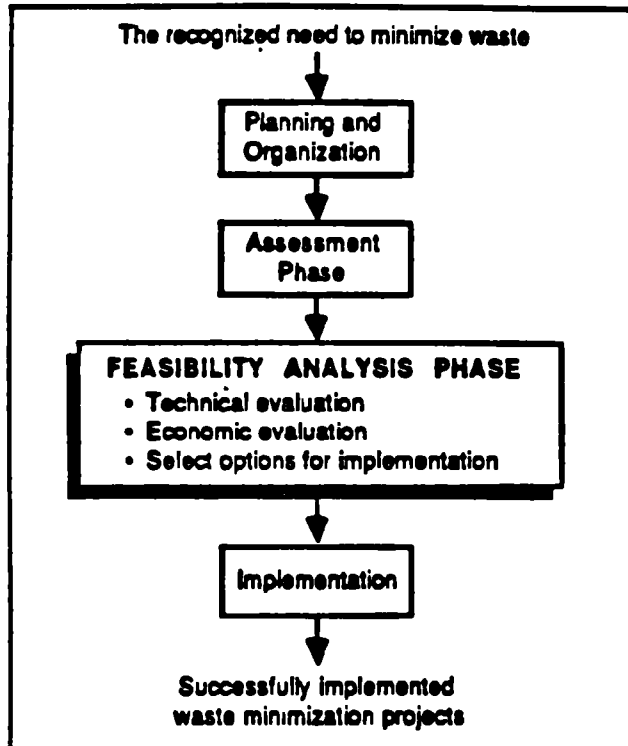 The recognized need to minimize waste
Planning and
Organization
Assessment
Phase
FEASIBILITY ANALYSIS PHASE
• Technical evaluation
• Economic evaluation
• Select options for implementation
Implementation
Successfully implemented
waste minimization projects